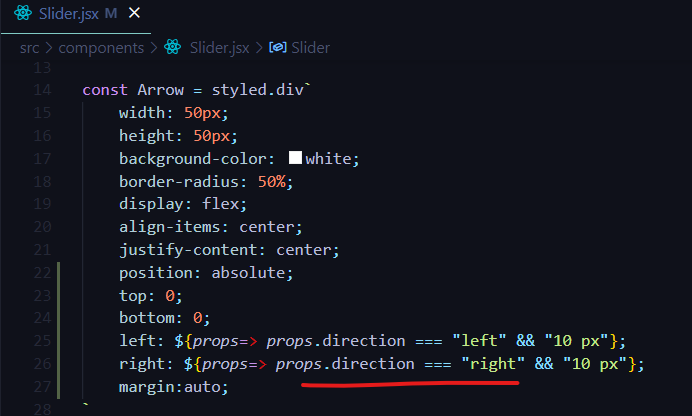 Slider.jsx M ×
src > components > Slider.jsx > Slider
13
14 const Arrow = styled.div`
15 width: 50px;
16 height: 50px;
17 background-color: white;
18 border-radius: 50%;
19 display: flex;
20 align-items: center;
21 justify-content: center;
22 position: absolute;
23 top: 0;
24 bottom: 0;
25 left: ${props=> props.direction === "left" && "10 px"};
26 right: ${props=> props.direction === "right" && "10 px"};
27 margin:auto;
28 `